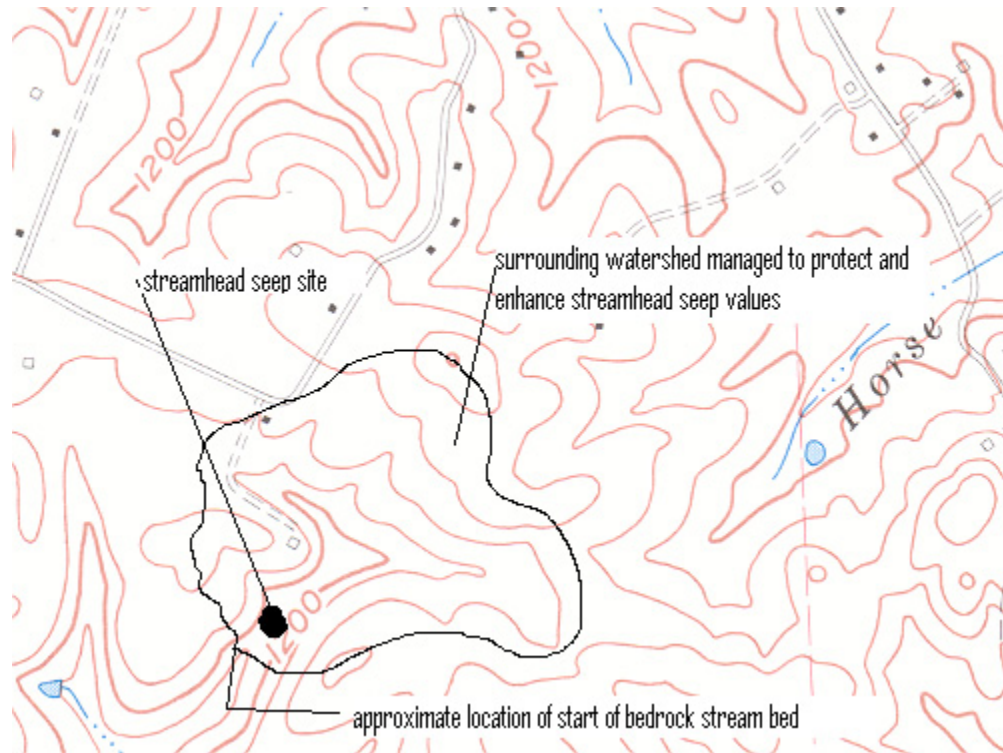 1200
1200
streamhead seep site
surrounding watershed managed to protect and
enhance streamhead seep values
Horse
1200
approximate location of start of bedrock stream bed